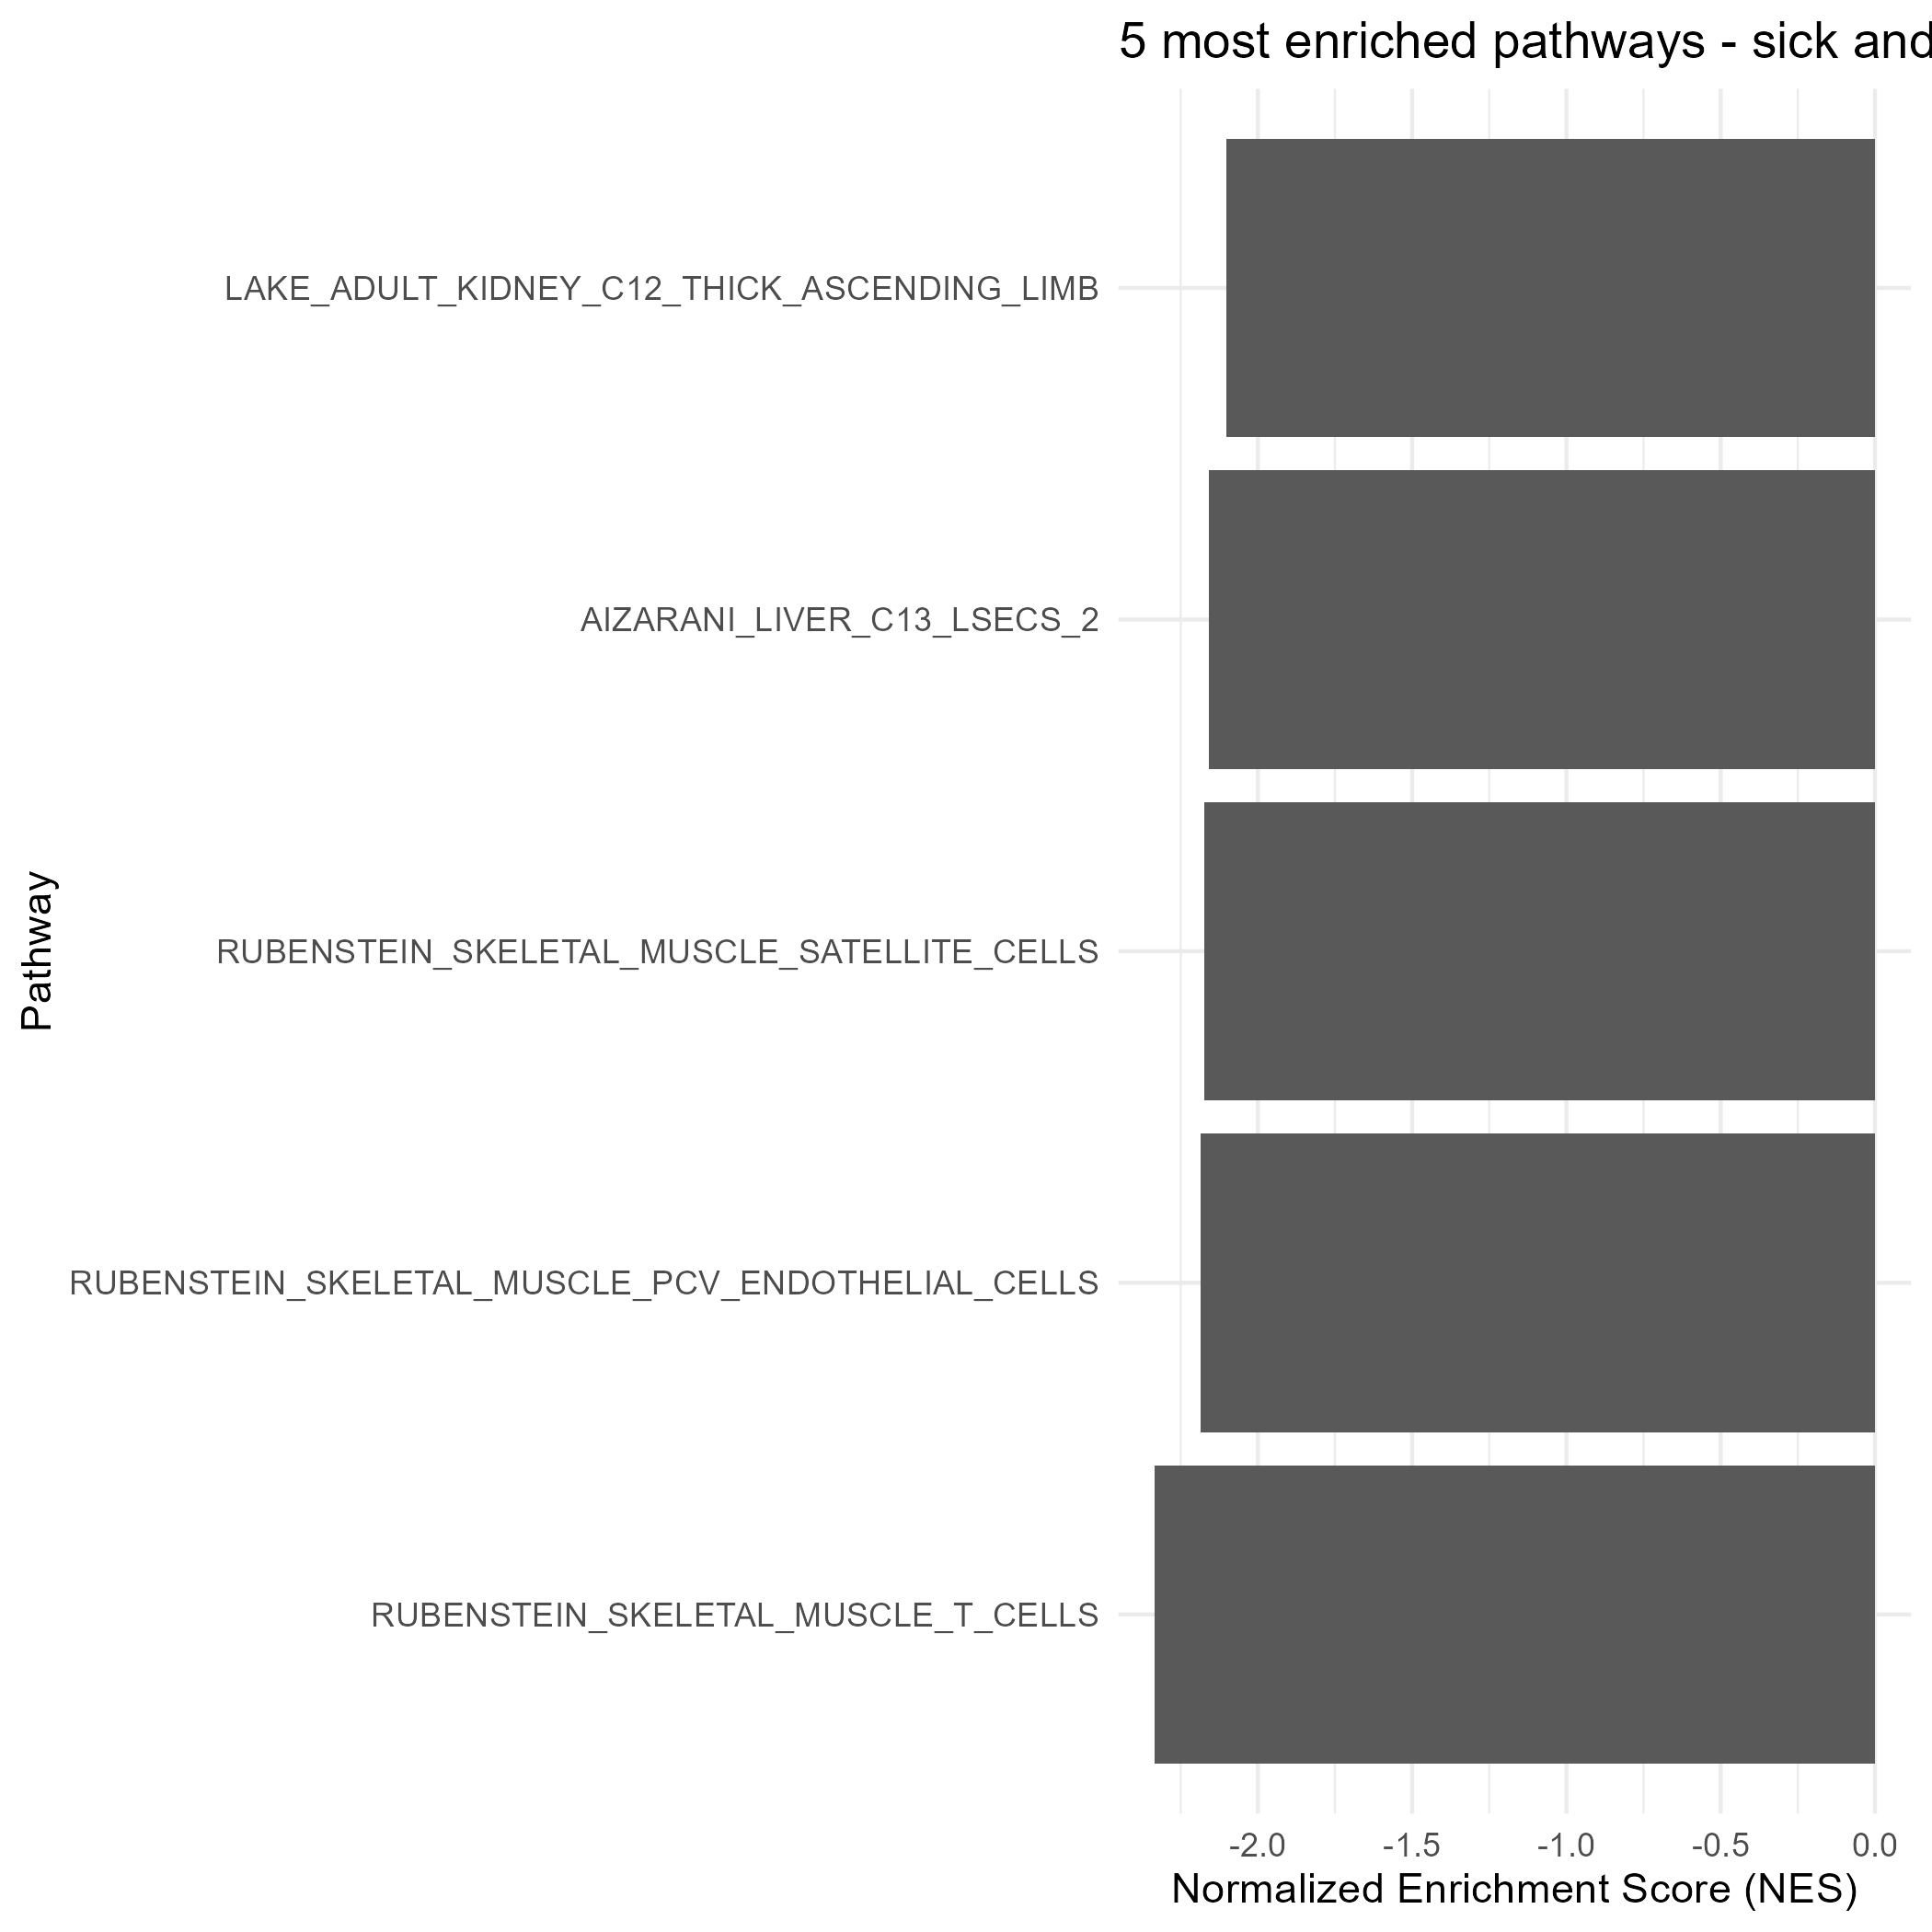 5 most enriched pathways - sick and
LAKE_ADULT_KIDNEY_C12_THICK_ASCENDING_LIMB
AIZARANI_LIVER_C13_LSECS_2
RUBENSTEIN_SKELETAL_MUSCLE_SATELLITE_CELLS
Pathway
RUBENSTEIN_SKELETAL_MUSCLE_PCV_ENDOTHELIAL_CELLS
RUBENSTEIN_SKELETAL_MUSCLE_T_CELLS
-2.0 -1.5 -1.0 -0.5 0.0
Normalized Enrichment Score (NES)